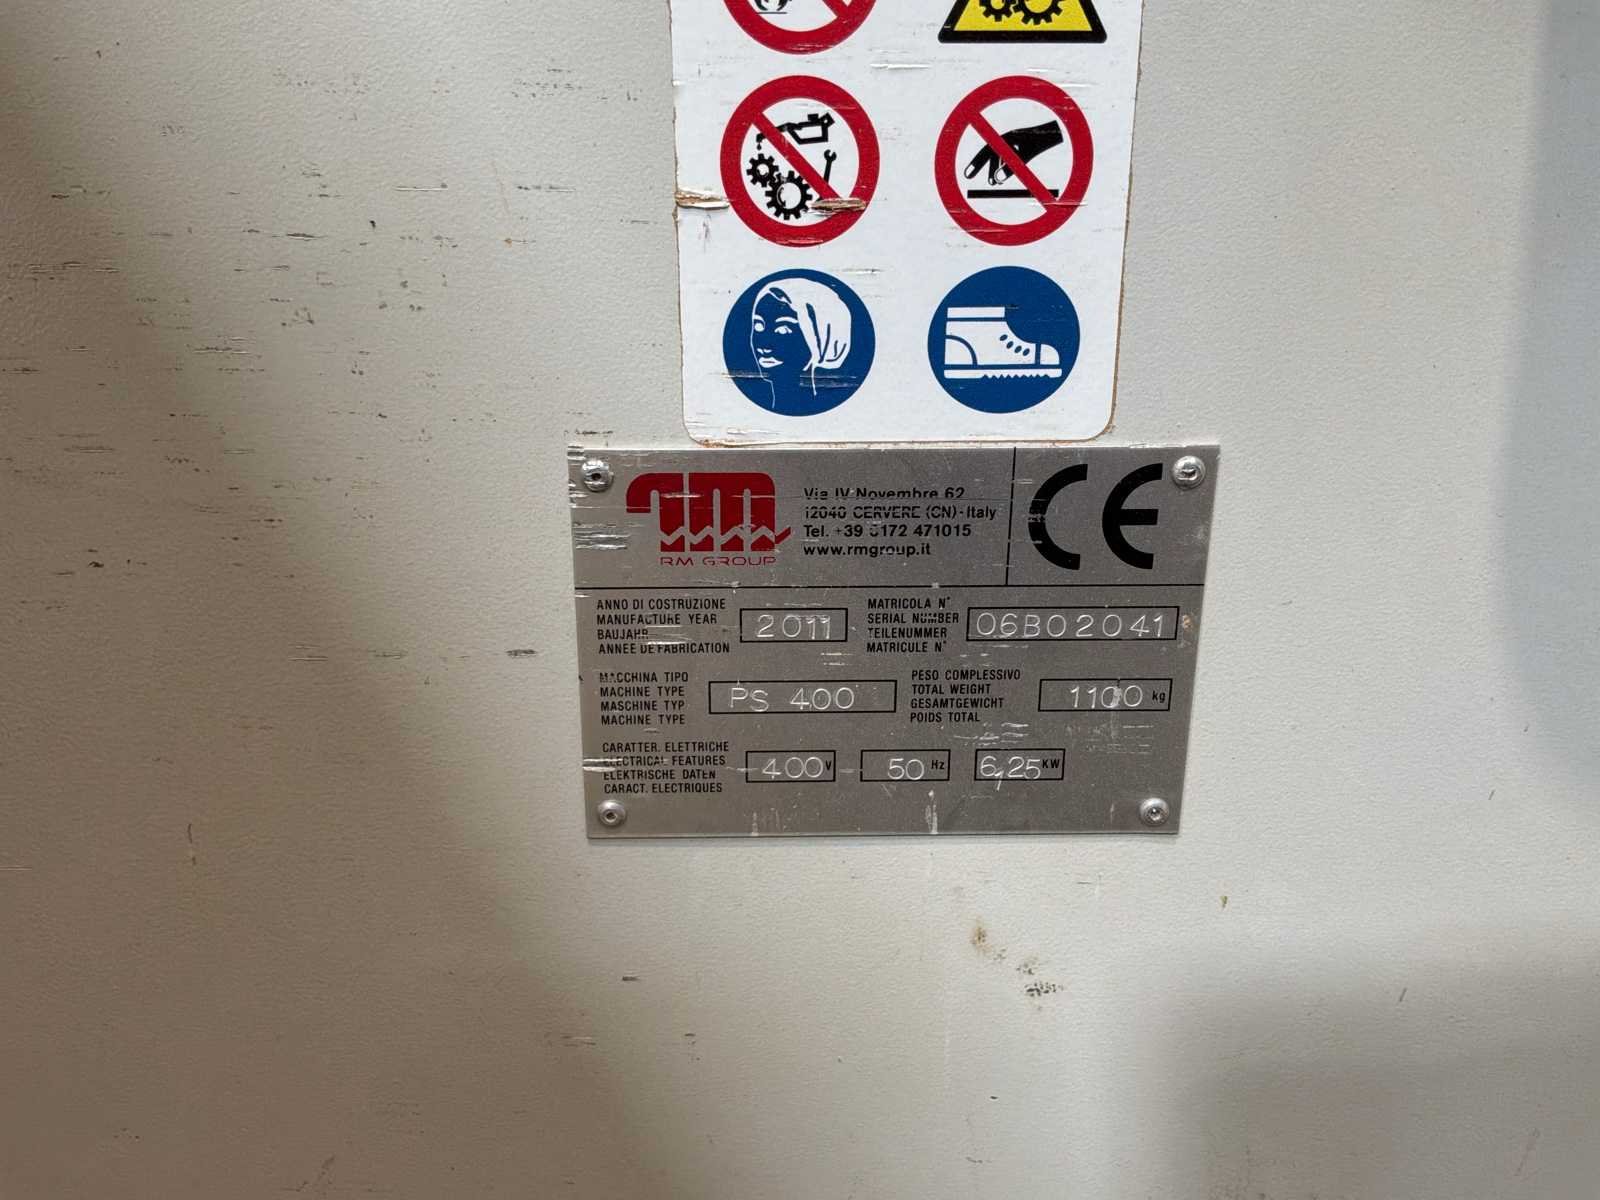 RM GROUP
Via IV Novembre 62
12040 CERVERE (CN) - Italy
Tel. +39 0172 471015
www.rmgroup.it
CE
ANNO DI COSTRUZIONE
MANUFACTURE YEAR
BAUJAHR
ANNEE DE FABRICATION
2011
MATRICOLA N°
SERIAL NUMBER
TEILENUMMER
MATRICULE N°
06B02041
MACCHINA TIPO
MACHINE TYPE
MASCHINE TYP
MACHINE TYPE
PS 400
PESO COMPLESSIVO
TOTAL WEIGHT
GESAMTGEWICHT
POIDS TOTAL
1100 kg
CARATTER. ELETTRICHE
ELECTRICAL FEATURES
ELEKTRISCHE DATEN
CARACT. ELECTRIQUES
400 V
50 Hz
6,25 KW